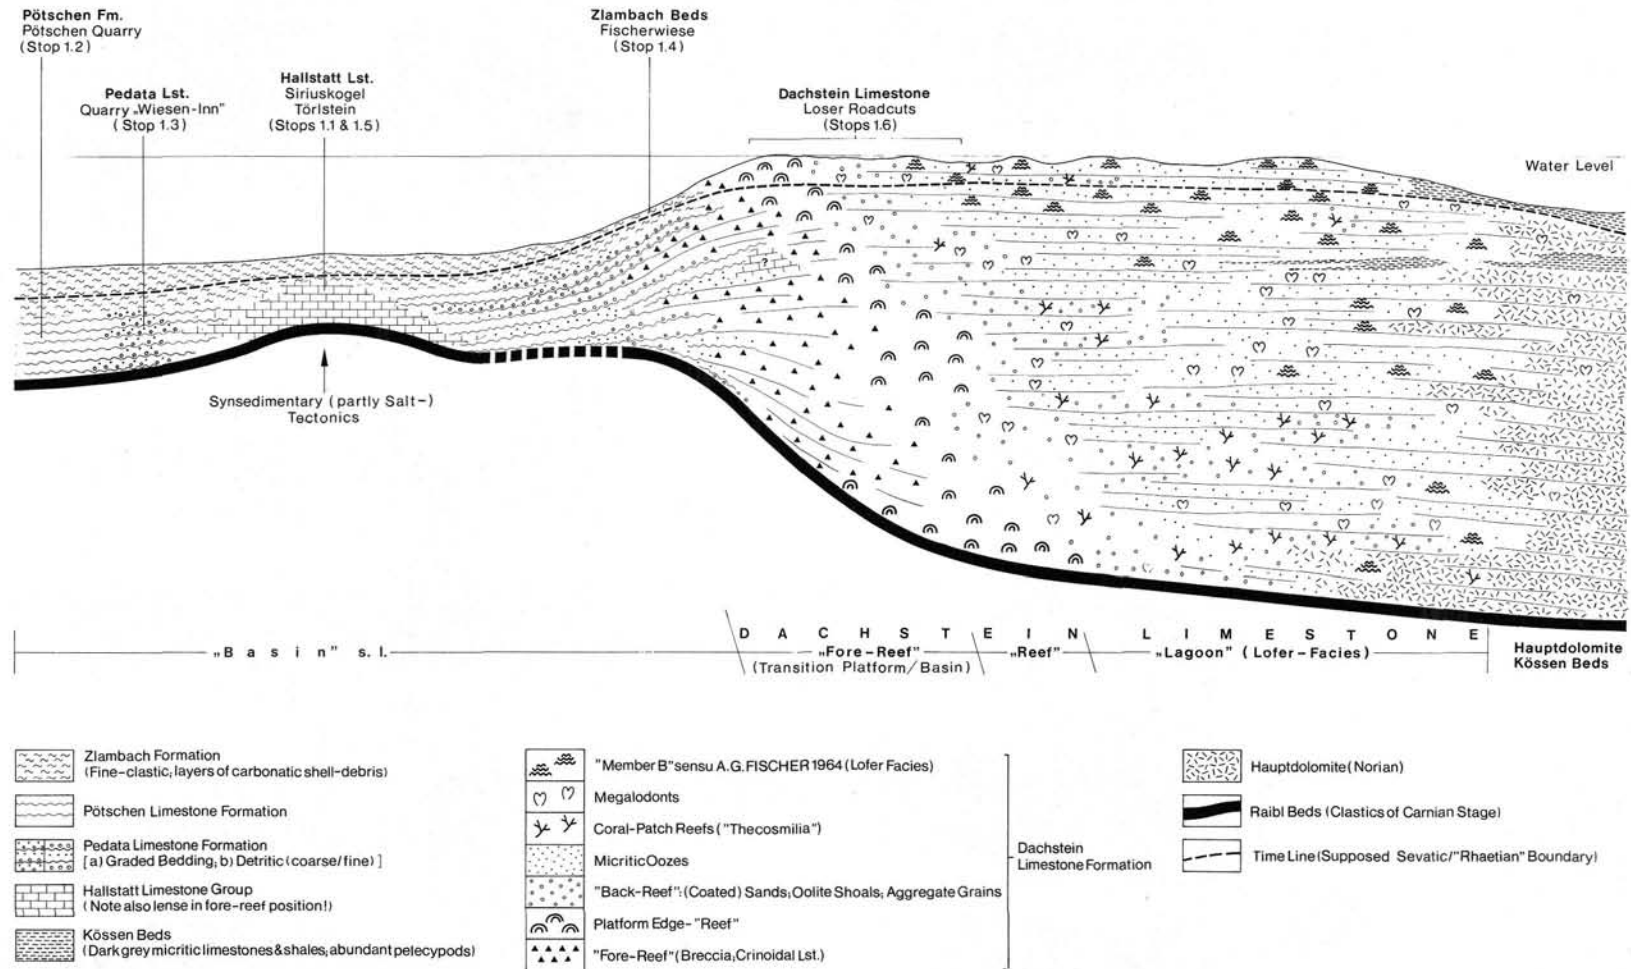 Pötschen Fm.
Pötschen Quarry
(Stop 1.2)
Pedata Lst.
Quarry „Wiesen-Inn"
(Stop 1.3)
Hallstatt Lst.
Siriuskogel
Törlstein
(Stops 1.1 & 1.5)
Zlambach Beds
Fischerwiese
(Stop 1.4)
Dachstein Limestone
Loser Roadcuts
(Stops 1.6)
Water Level
?
Synsedimentary (partly Salt-)
Tectonics
D A C H S T E I N L I M E S T O N E
„B a s i n" s. l.
„Fore-Reef"
(Transition Platform/Basin)
„Reef"
„Lagoon" (Lofer-Facies)
Hauptdolomite
Kössen Beds
Zlambach Formation
(Fine-clastic, layers of carbonatic shell-debris)
Pötschen Limestone Formation
Pedata Limestone Formation
[a) Graded Bedding, b) Detritic (coarse/fine) ]
Hallstatt Limestone Group
(Note also lense in fore-reef position!)
Kössen Beds
(Dark grey micritic limestones & shales, abundant pelecypods)
"Member B" sensu A.G. FISCHER 1964 (Lofer Facies)
Megalodonts
Coral-Patch Reefs ("Thecosmilia")
Micritic Oozes
"Back-Reef": (Coated) Sands, Oolite Shoals, Aggregate Grains
Platform Edge-"Reef"
"Fore-Reef" (Breccia, Crinoidal Lst.)
Dachstein
Limestone Formation
Hauptdolomite (Norian)
Raibl Beds (Clastics of Carnian Stage)
Time Line (Supposed Sevatic/"Rhaetian" Boundary)